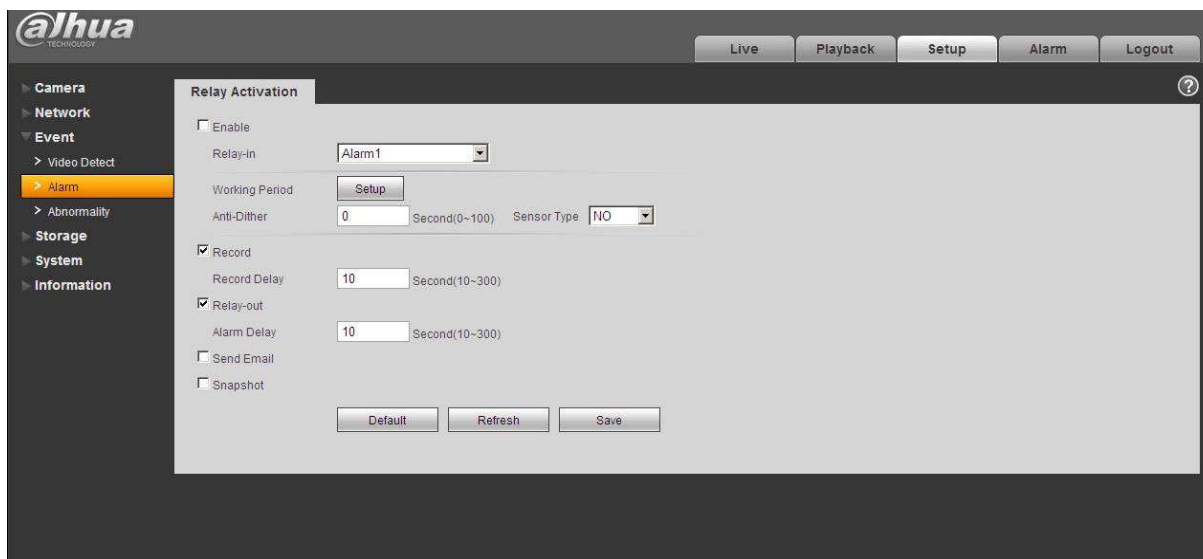 alhua
TECHNOLOGY
Live Playback Setup Alarm Logout
Camera
Network
Event
> Video Detect
> Alarm
> Abnormality
Storage
System
Information
Relay Activation
?
Enable
Relay-in Alarm1
Working Period Setup
Anti-Dither 0 Second(0~100) Sensor Type NO
Record
Record Delay 10 Second(10~300)
Relay-out
Alarm Delay 10 Second(10~300)
Send Email
Snapshot
Default Refresh Save